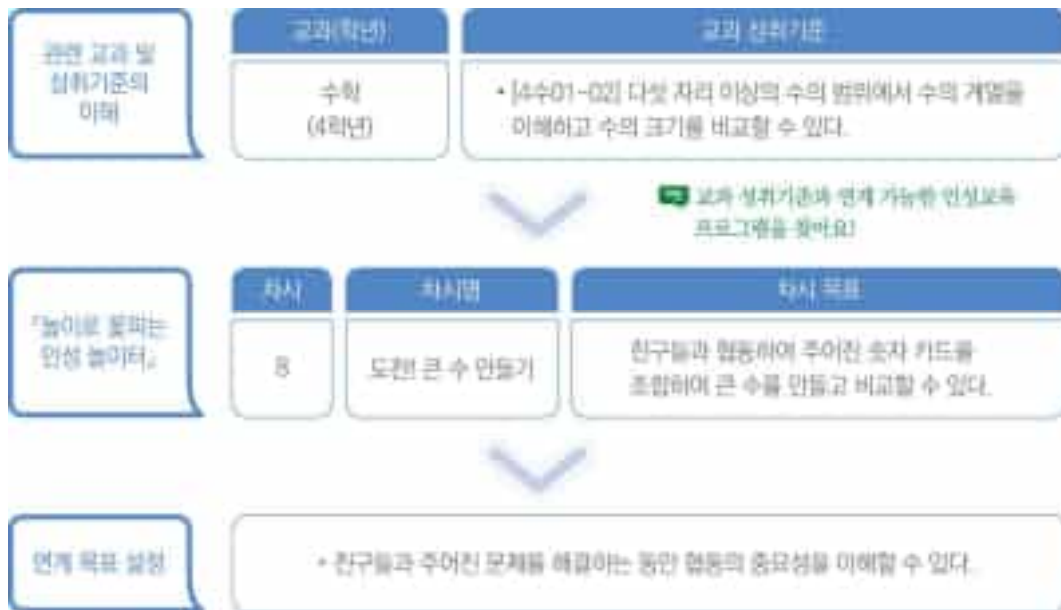 관련 교과 및
성취기준의
이해
교과(학년)
교과 성취기준
수학
(4학년)
• [4수01-02] 다섯 자리 이상의 수의 범위에서 수의 계열을
이해하고 수의 크기를 비교할 수 있다.
교과 성취기준과 연계 가능한 인성교육
프로그램을 찾아요!
『놀이로 꽃피는
인성 놀이터』
차시
차시명
차시 목표
8
도전! 큰 수 만들기
친구들과 협동하여 주어진 숫자 카드를
조합하여 큰 수를 만들고 비교할 수 있다.
연계 목표 설정
• 친구들과 주어진 문제를 해결하는 동안 협동의 중요성을 이해할 수 있다.